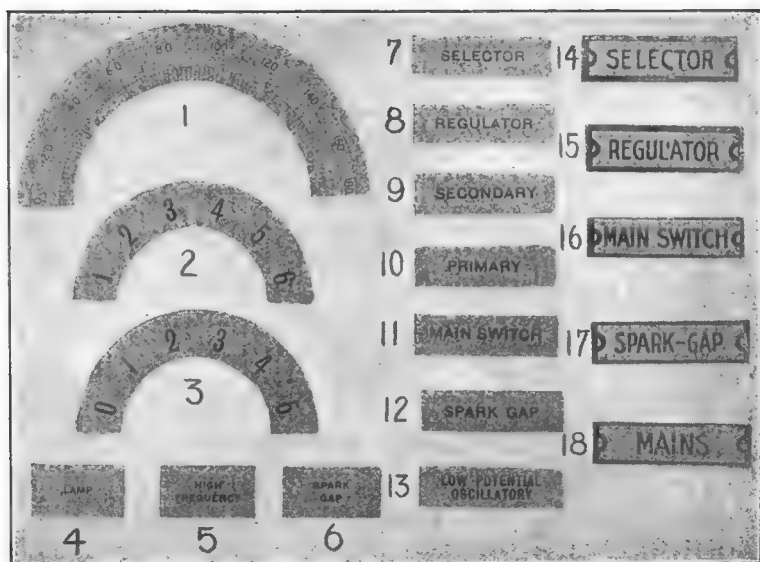 80
100
60
120
140
1
1
2
3
4
5
6
2
0
1
2
3
4
5
3
LAMP
4
HIGH
FREQUENCY
5
SPARK
GAP
6
7
SELECTOR
8
REGULATOR
9
SECONDARY
10
PRIMARY
11
MAIN SWITCH
12
SPARK GAP
13
LOW POTENTIAL
OSCILLATORY
14
SELECTOR
15
REGULATOR
16
MAIN SWITCH
17
SPARK-GAP
18
MAINS